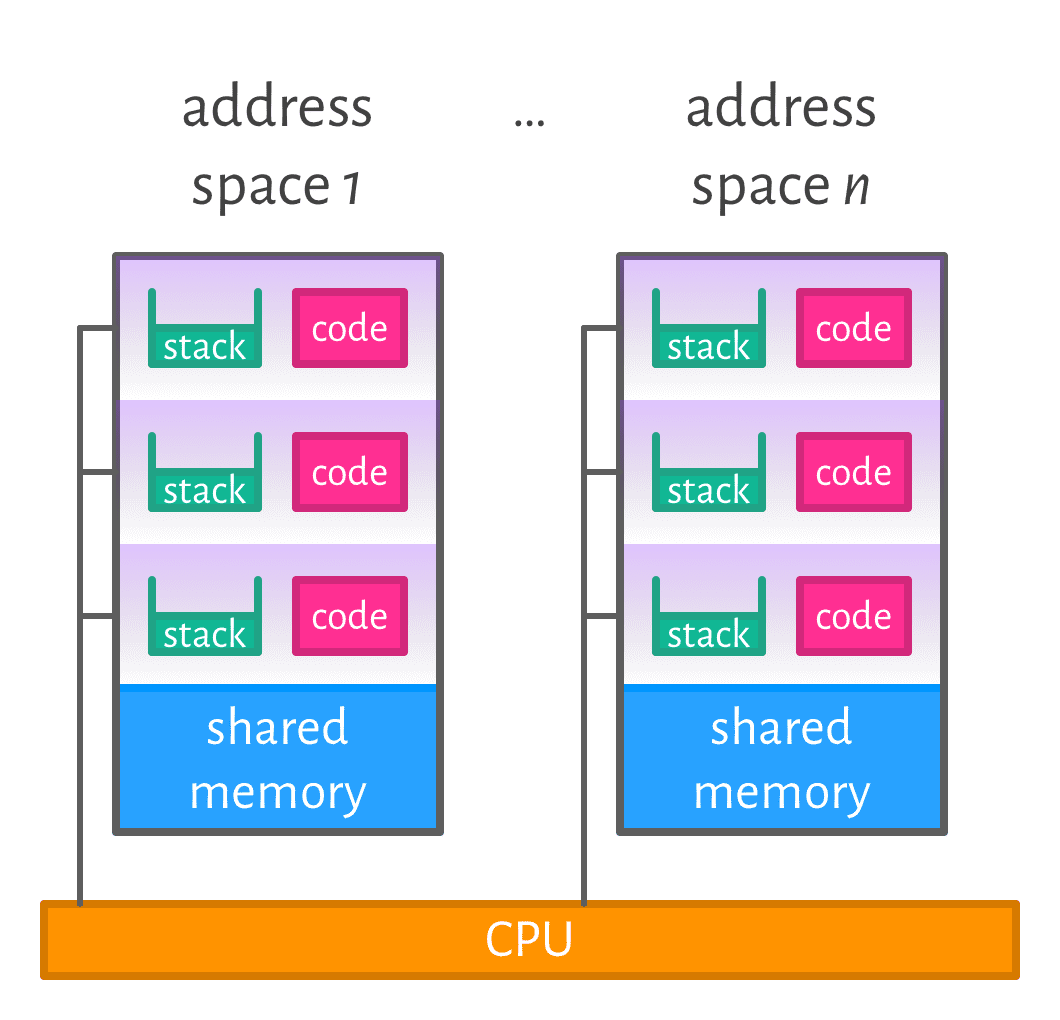 address
space 1
...
address
space n
stack
code
stack
code
stack
code
shared
memory
stack
code
stack
code
stack
code
shared
memory
CPU